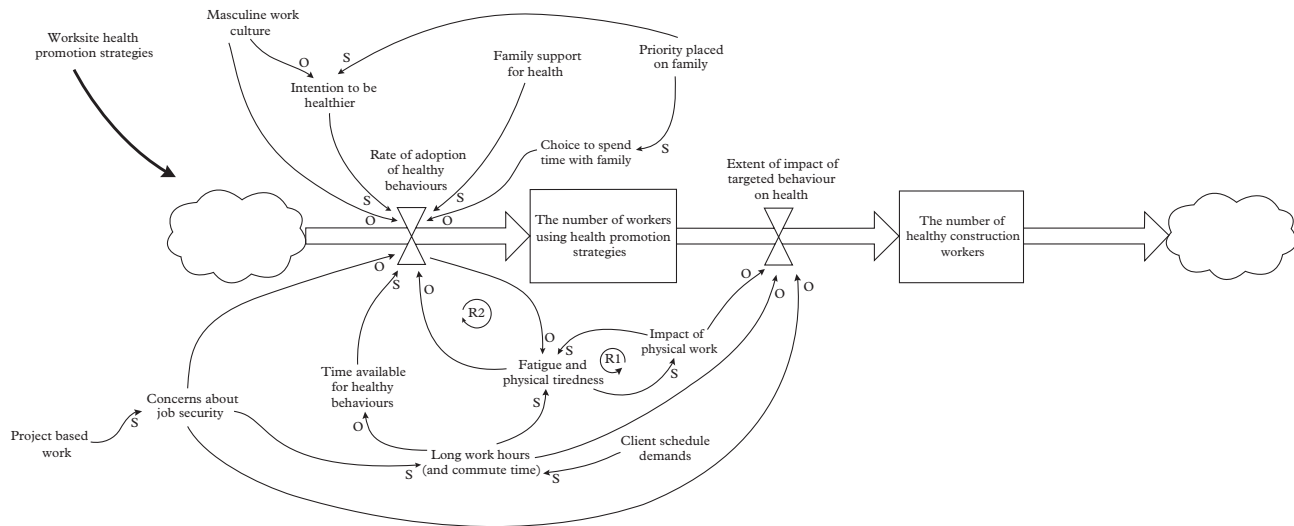 Masculine work
culture
Worksite health
promotion strategies
O
S
Family support
for health
Priority placed
on family
Intention to be
healthier
Rate of adoption
of healthy
behaviours
Choice to spend
time with family
S
Extent of impact of
targeted behaviour
on health
S
S
O
O
The number of workers
using health promotion
strategies
The number of
healthy construction
workers
O
S
O
O
O
O
R2
O
S
Impact of
physical work
R1
Fatigue and
physical tiredness
S
Time available
for healthy
behaviours
S
Concerns about
job security
S
O
Project based
work
Long work hours
(and commute time)
Client schedule
demands
S
S